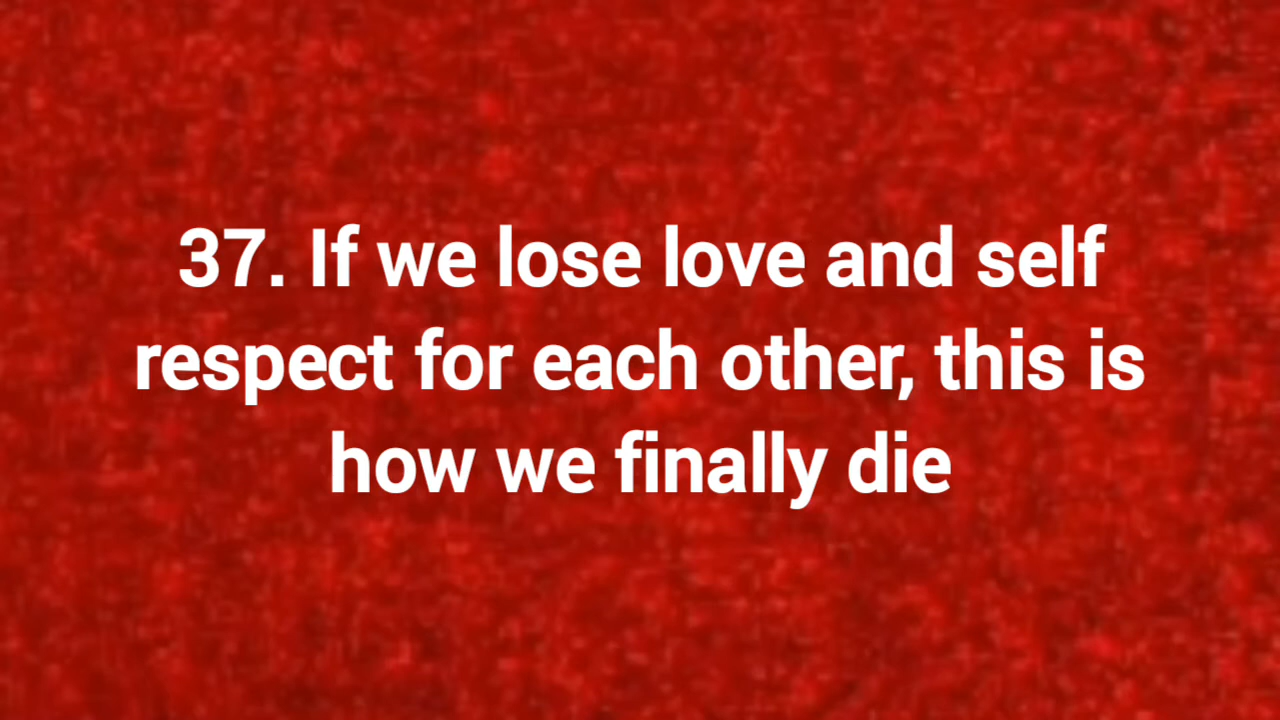 37. If we lose love and self
respect for each other, this is
how we finally die